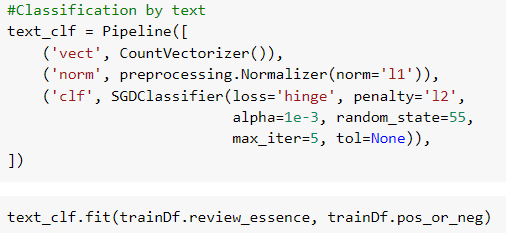 #Classification by text
text_clf = Pipeline([
    ('vect', CountVectorizer()),
    ('norm', preprocessing.Normalizer(norm='l1')),
    ('clf', SGDClassifier(loss='hinge', penalty='l2',
                          alpha=1e-3, random_state=55,
                          max_iter=5, tol=None)),
])
text_clf.fit(trainDf.review_essence, trainDf.pos_or_neg)